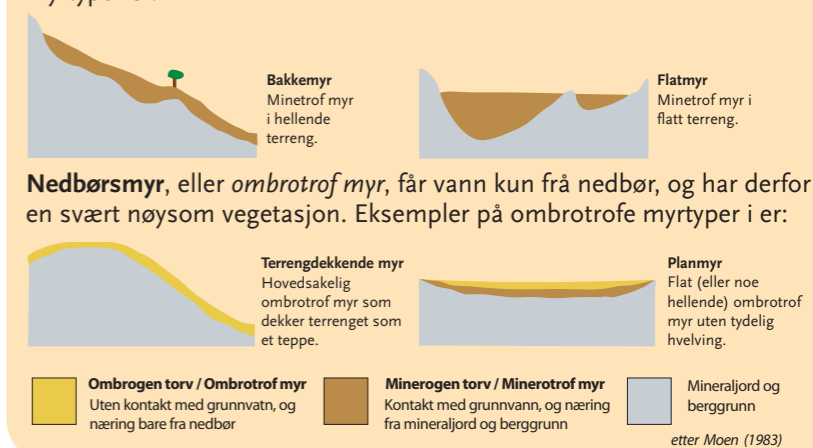 Bakkemyr
Minetrof myr
i hellende
terreng.
Flatmyr
Minetrof myr i
flatt terreng.
Nedbørsmyr, eller ombrotrof myr, får vann kun frå nedbør, og har derfor
en svært nøysom vegetasjon. Eksempler på ombrotrofe myrtyper i er:
Terrengdekkende myr
Hovedsakelig
ombrotrof myr som
dekker terrenget som
et teppe.
Planmyr
Flat (eller noe
hellende) ombrotrof
myr uten tydelig
hvelving.
Ombrogen torv / Ombrotrof myr
Uten kontakt med grunnvatn, og
næring bare fra nedbør
Minerogen torv / Minerotrof myr
Kontakt med grunnvann, og næring
fra mineraljord og berggrunn
Mineraljord og
berggrunn
etter Moen (1983)